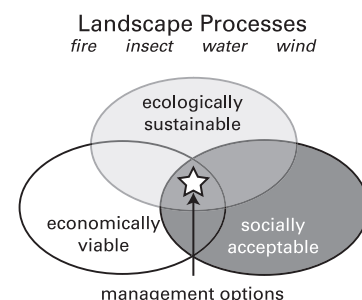 Landscape Processes
fire insect water wind
ecologically
sustainable
economically
viable
socially
acceptable
management options